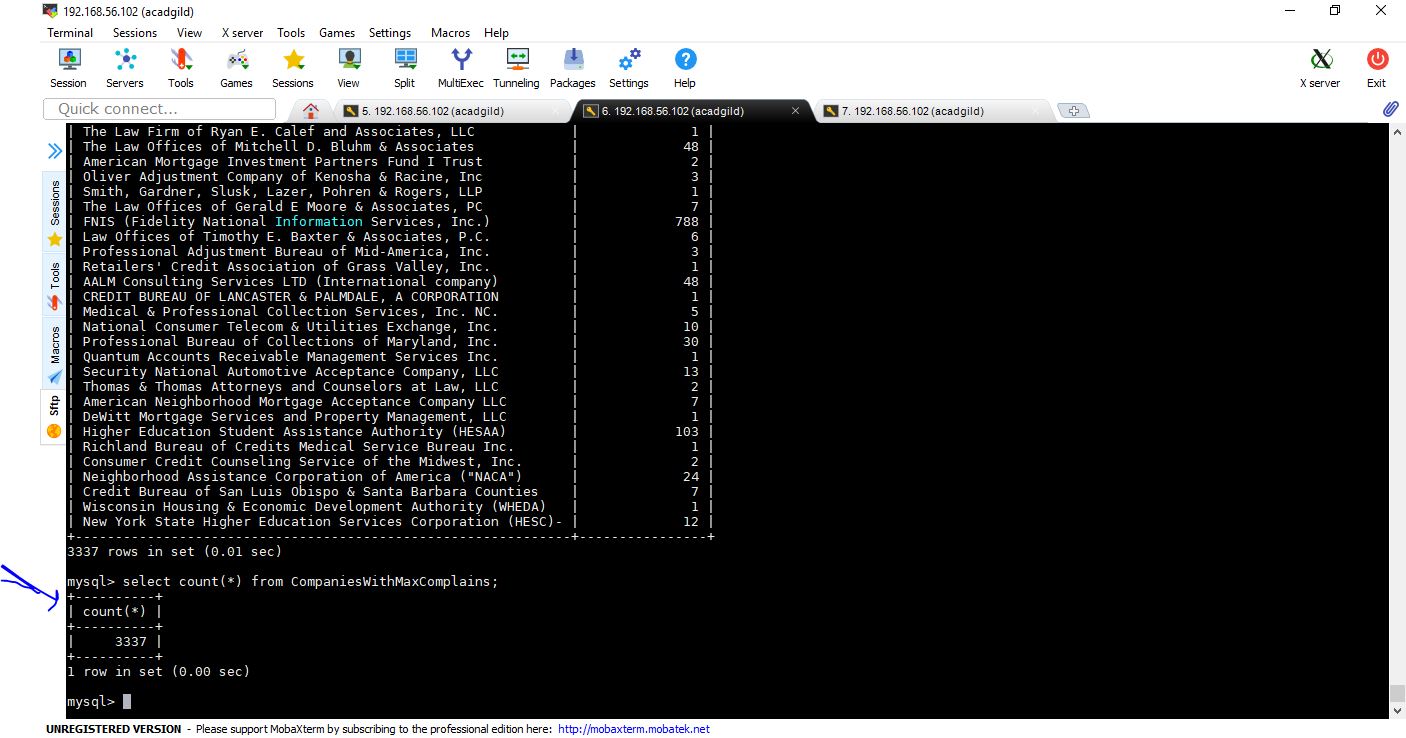 192.168.56.102 (acadgild)
Terminal Sessions View X server Tools Games Settings Macros Help
Session Servers Tools Games Sessions View Split MultiExec Tunneling Packages Settings Help X server Exit
Quick connect... 5. 192.168.56.102 (acadgild) 6. 192.168.56.102 (acadgild) 7. 192.168.56.102 (acadgild)
Sessions
Tools
Macros
Sftp
| The Law Firm of Ryan E. Calef and Associates, LLC | 1 |
| The Law Offices of Mitchell D. Bluhm & Associates | 48 |
| American Mortgage Investment Partners Fund I Trust | 2 |
| Oliver Adjustment Company of Kenosha & Racine, Inc | 3 |
| Smith, Gardner, Slusk, Lazer, Pohren & Rogers, LLP | 1 |
| The Law Offices of Gerald E Moore & Associates, PC | 7 |
| FNIS (Fidelity National Information Services, Inc.) | 788 |
| Law Offices of Timothy E. Baxter & Associates, P.C. | 6 |
| Professional Adjustment Bureau of Mid-America, Inc. | 3 |
| Retailers' Credit Association of Grass Valley, Inc. | 1 |
| AALM Consulting Services LTD (International company) | 48 |
| CREDIT BUREAU OF LANCASTER & PALMDALE, A CORPORATION | 1 |
| Medical & Professional Collection Services, Inc. NC. | 5 |
| National Consumer Telecom & Utilities Exchange, Inc. | 10 |
| Professional Bureau of Collections of Maryland, Inc. | 30 |
| Quantum Accounts Receivable Management Services Inc. | 1 |
| Security National Automotive Acceptance Company, LLC | 13 |
| Thomas & Thomas Attorneys and Counselors at Law, LLC | 2 |
| American Neighborhood Mortgage Acceptance Company LLC | 7 |
| DeWitt Mortgage Services and Property Management, LLC | 1 |
| Higher Education Student Assistance Authority (HESAA) | 103 |
| Richland Bureau of Credits Medical Service Bureau Inc. | 1 |
| Consumer Credit Counseling Service of the Midwest, Inc. | 2 |
| Neighborhood Assistance Corporation of America ("NACA") | 24 |
| Credit Bureau of San Luis Obispo & Santa Barbara Counties | 7 |
| Wisconsin Housing & Economic Development Authority (WHEDA) | 1 |
| New York State Higher Education Services Corporation (HESC)- | 12 |
+--------------------------------------------------------------+----------------+
3337 rows in set (0.01 sec)
mysql> select count(*) from CompaniesWithMaxComplains;
+----------+
| count(*) |
+----------+
| 3337 |
+----------+
1 row in set (0.00 sec)
mysql>
UNREGISTERED VERSION - Please support MobaXterm by subscribing to the professional edition here: http://mobaxterm.mobatek.net